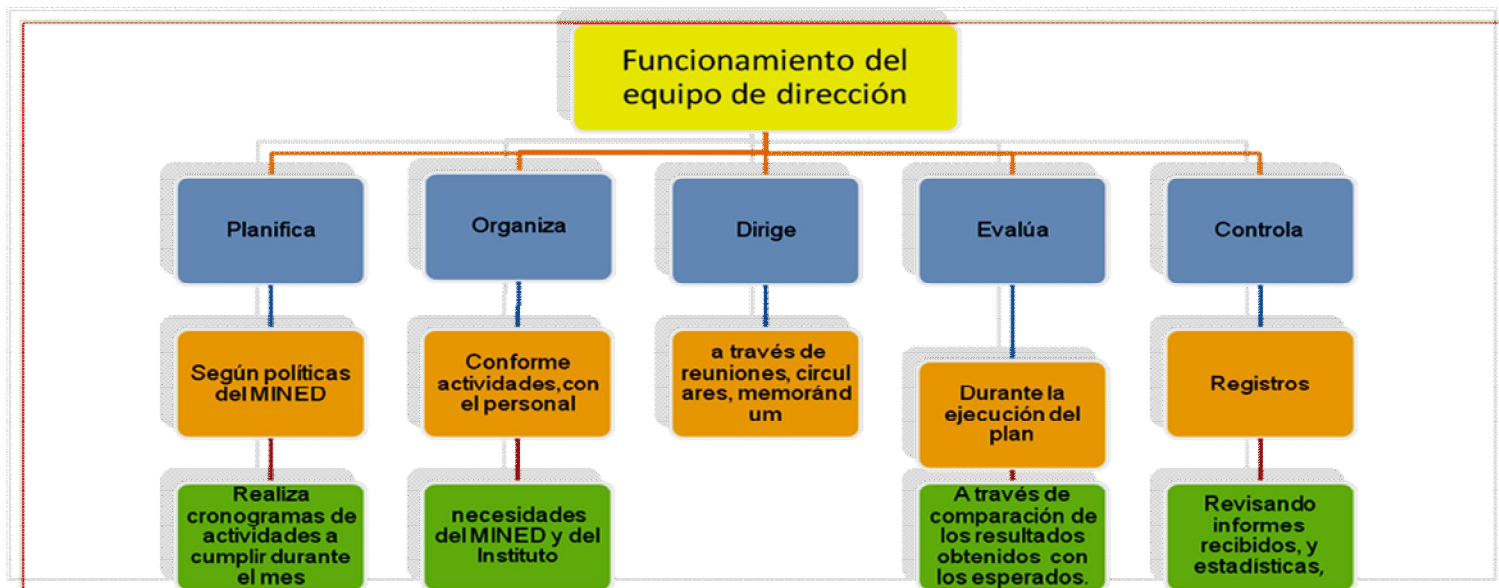 Funcionamiento del
equipo de dirección
Planifica
Organiza
Dirige
Evalúa
Controla
Según políticas
del MINED
Conforme
actividades,con
el personal
a través de
reuniones, circul
ares, memoránd
um
Durante la
ejecución del
plan
Registros
Realiza
cronogramas de
actividades a
cumplir durante
el mes
necesidades
del MINED y del
Instituto
A través de
comparación de
los resultados
obtenidos con
los esperados.
Revisando
informes
recibidos, y
estadísticas,